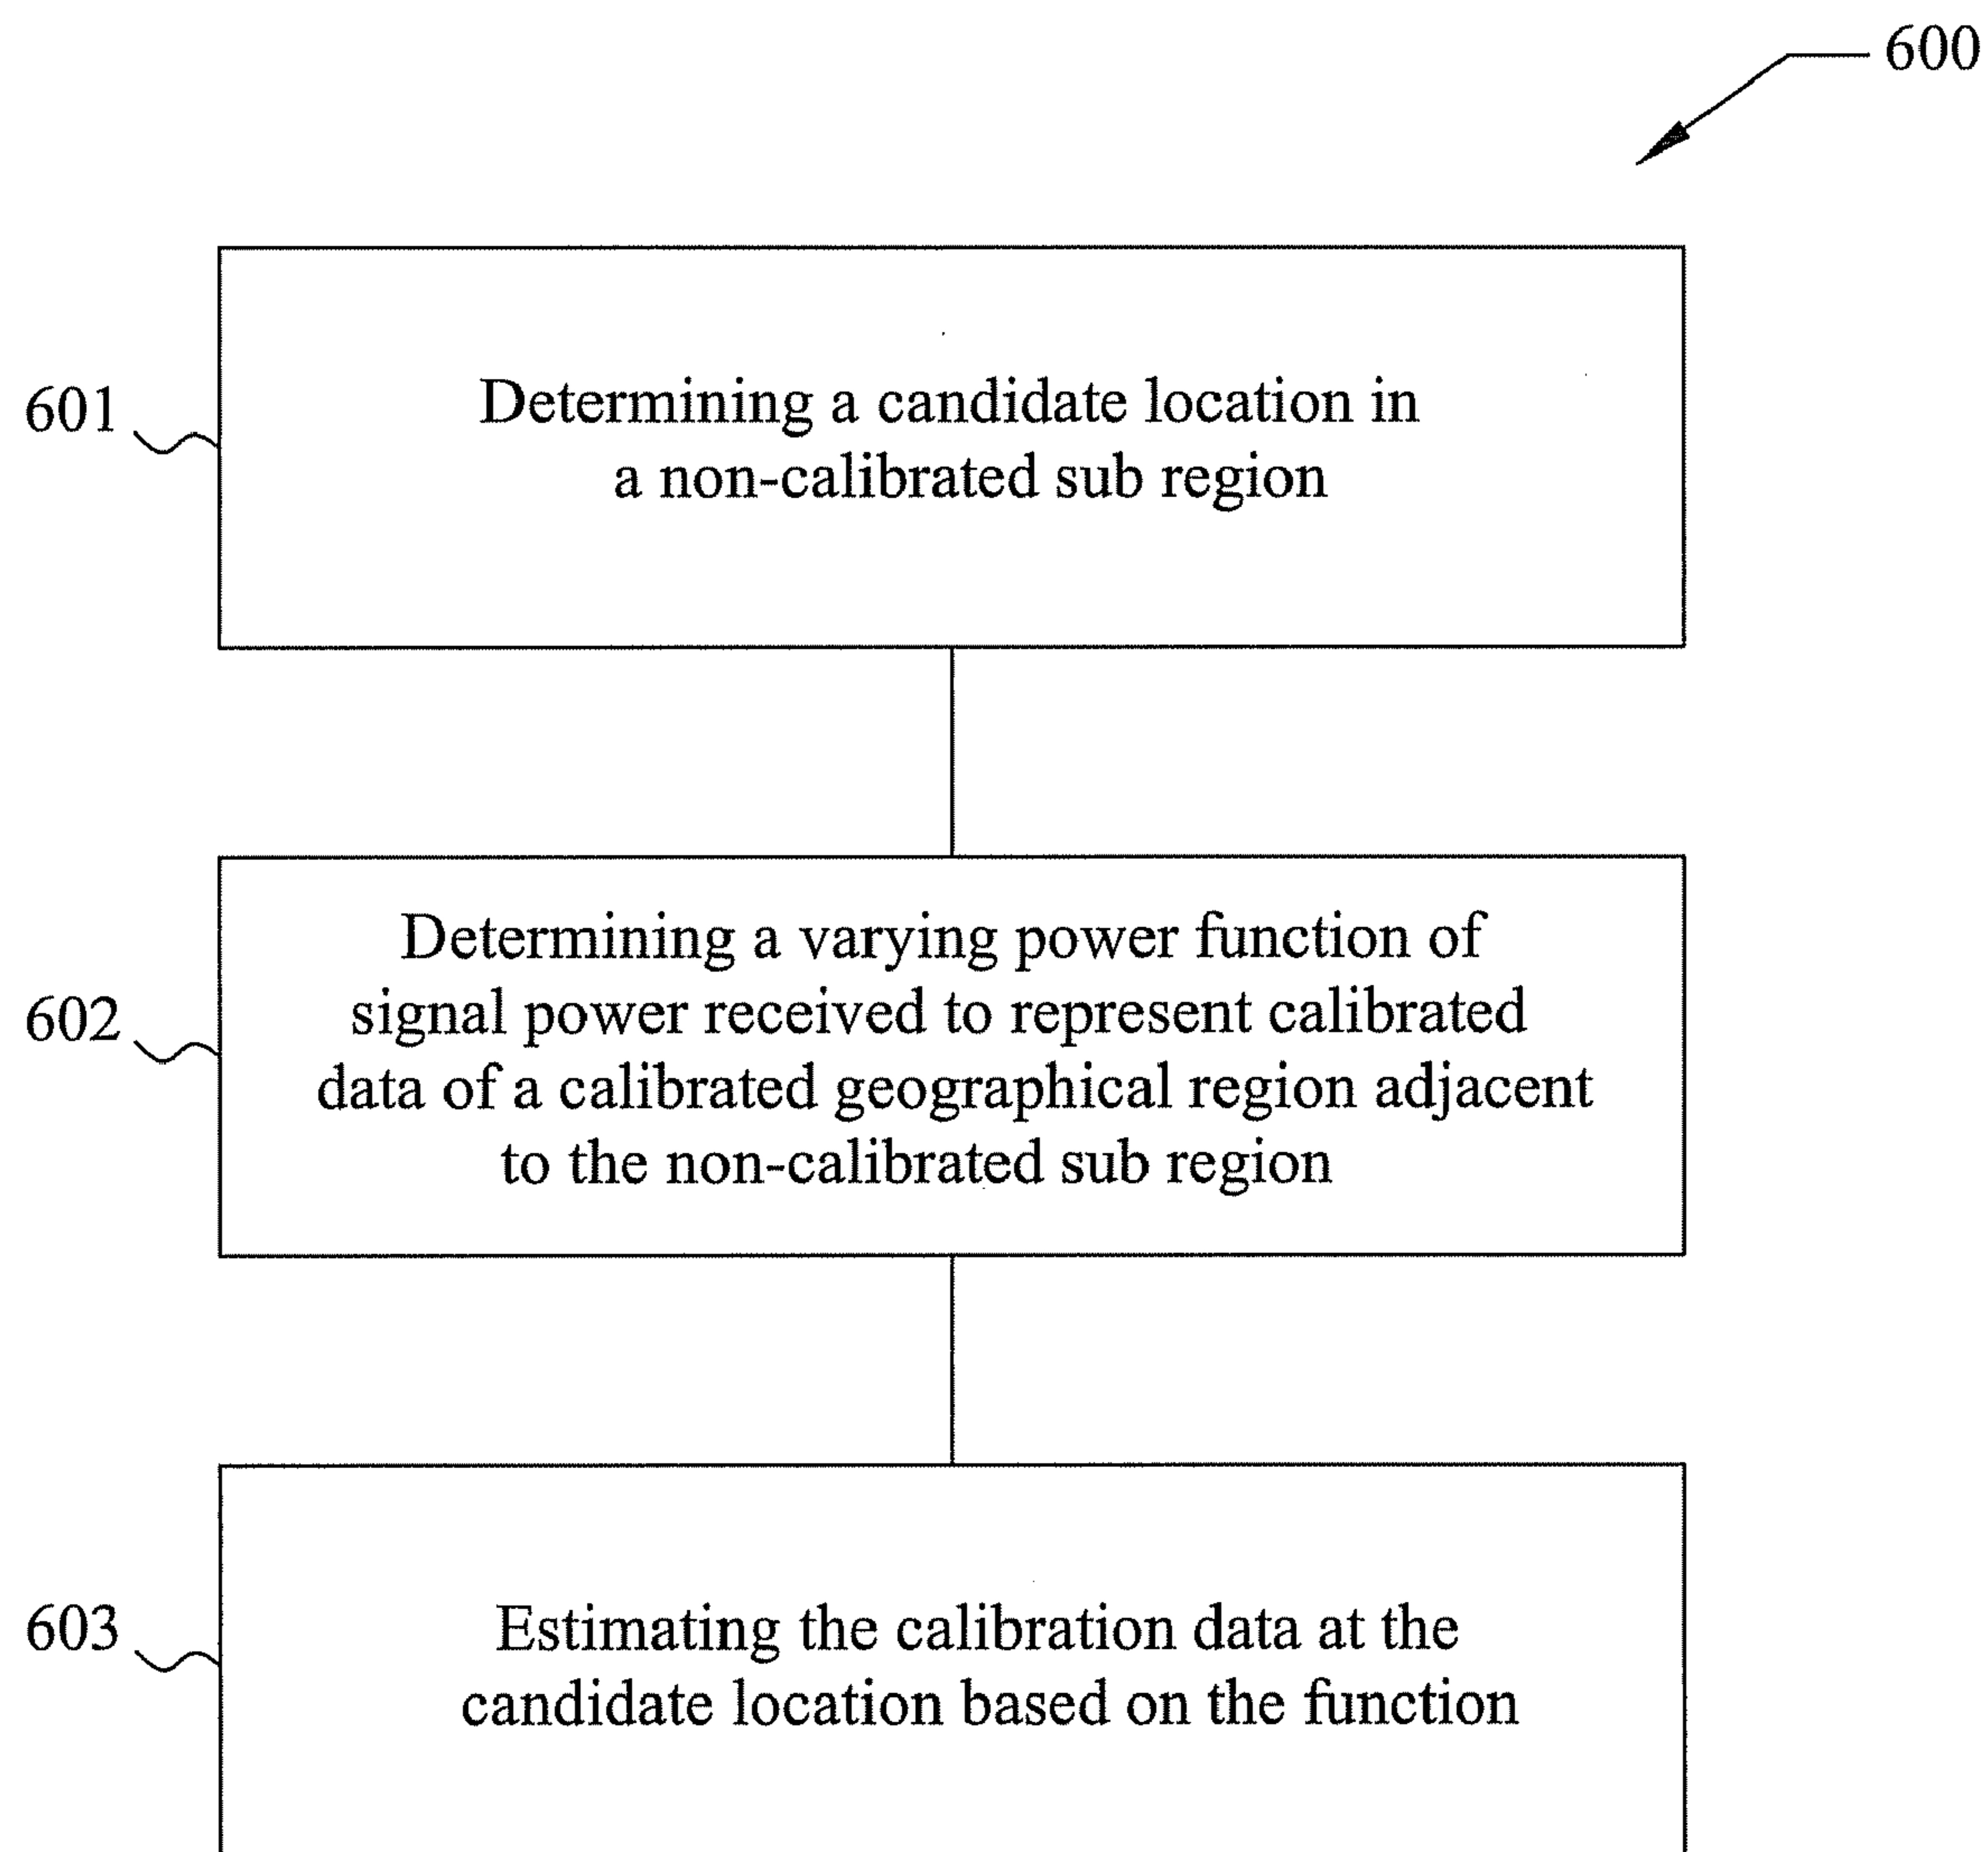 600
601
Determining a candidate location in
a non-calibrated sub region
602
Determining a varying power function of
signal power received to represent calibrated
data of a calibrated geographical region adjacent
to the non-calibrated sub region
603
Estimating the calibration data at the
candidate location based on the function